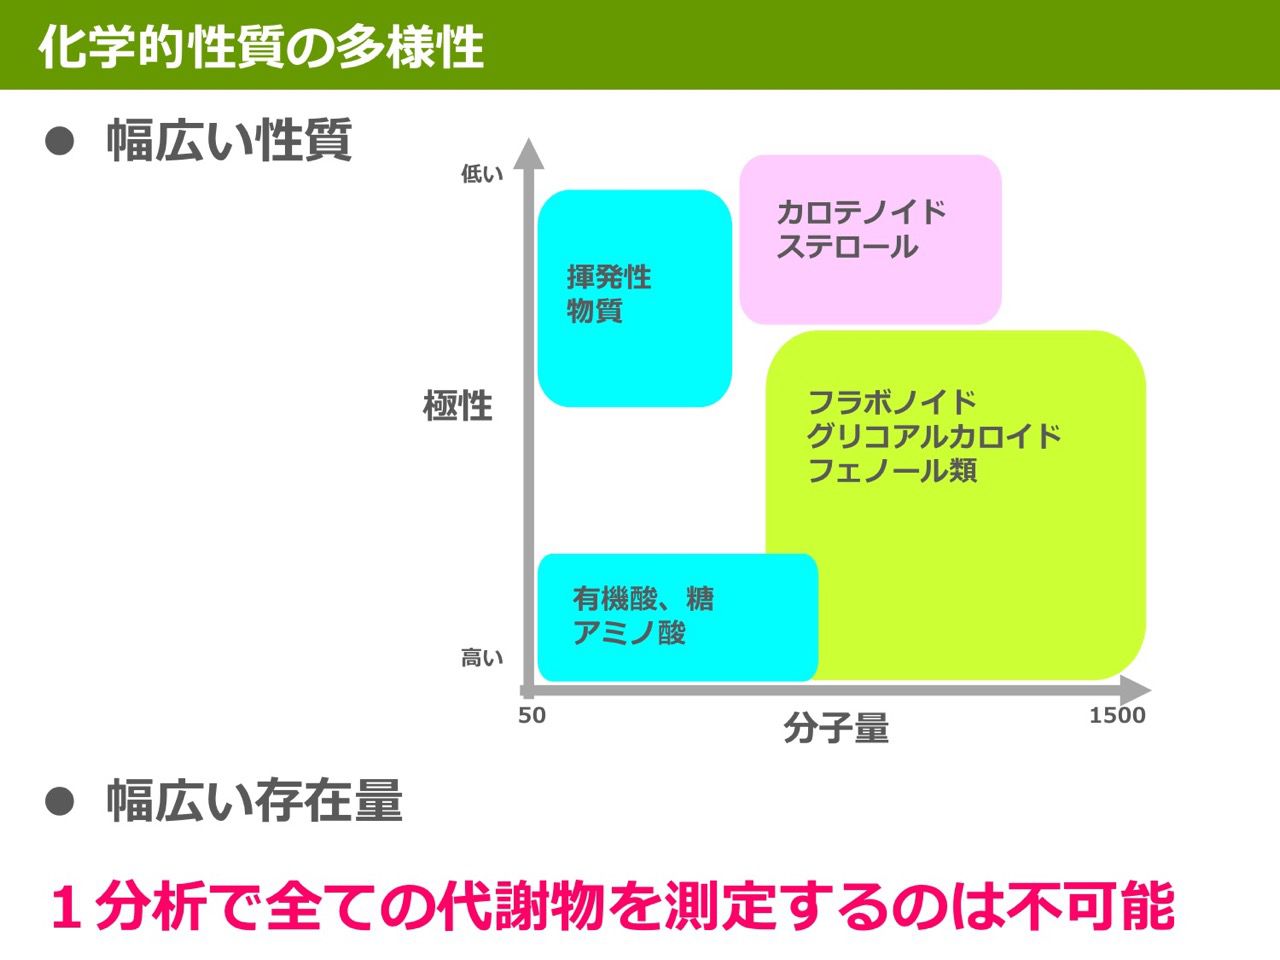 化学的性質の多様性
● 幅広い性質
低い
カロテノイド
ステロール
揮発性
物質
極性
フラボノイド
グリコアルカロイド
フェノール類
有機酸、糖
アミノ酸
高い
50
分子量
1500
● 幅広い存在量
１分析で全ての代謝物を測定するのは不可能